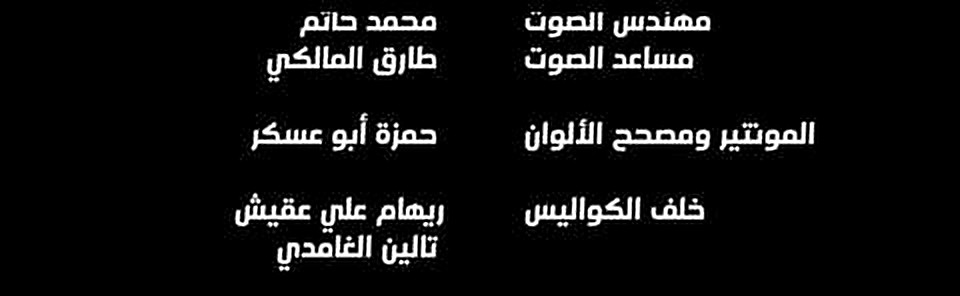 مهندس الصوت محمد حاتم
مساعد الصوت طارق المالكي
المونتير ومصحح الألوان حمزة أبو عسكر
خلف الكواليس ريهام علي عقيش
تالين الغامدي